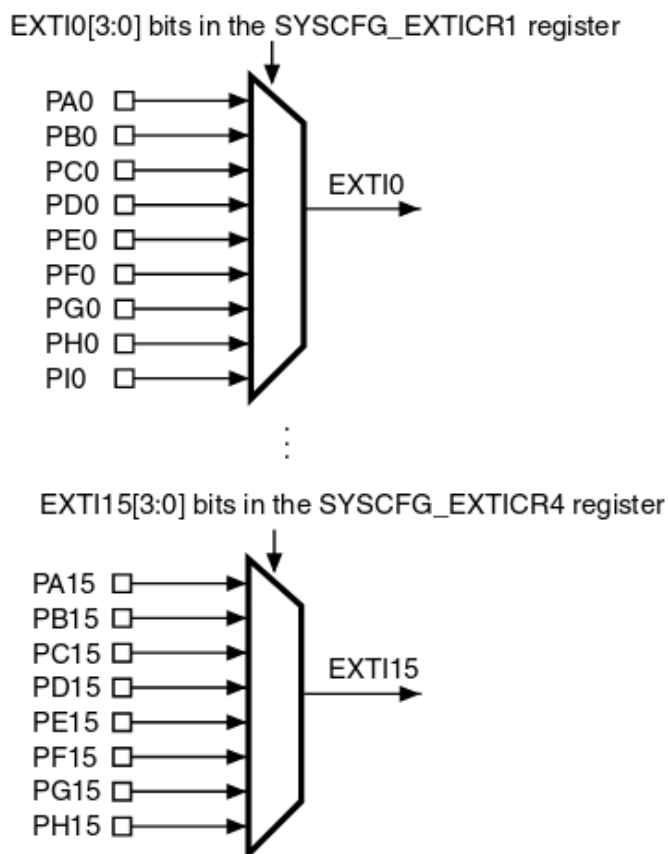 EXTI0[3:0] bits in the SYSCFG_EXTICR1 register
PA0
PB0
PC0
PD0
PE0
PF0
PG0
PH0
PI0
EXTI0
EXTI15[3:0] bits in the SYSCFG_EXTICR4 register
PA15
PB15
PC15
PD15
PE15
PF15
PG15
PH15
EXTI15